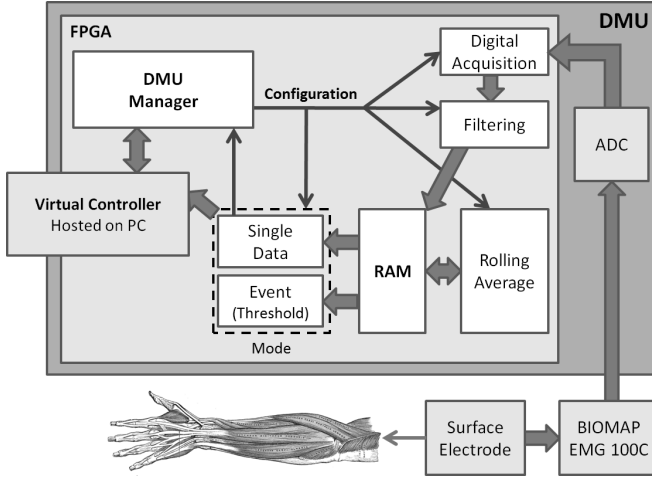 DMU
FPGA
DMU
Manager
Configuration
Digital
Acquisition
Filtering
ADC
Virtual Controller
Hosted on PC
Single
Data
Event
(Threshold)
Mode
RAM
Rolling
Average
Surface
Electrode
BIOMAP
EMG 100C